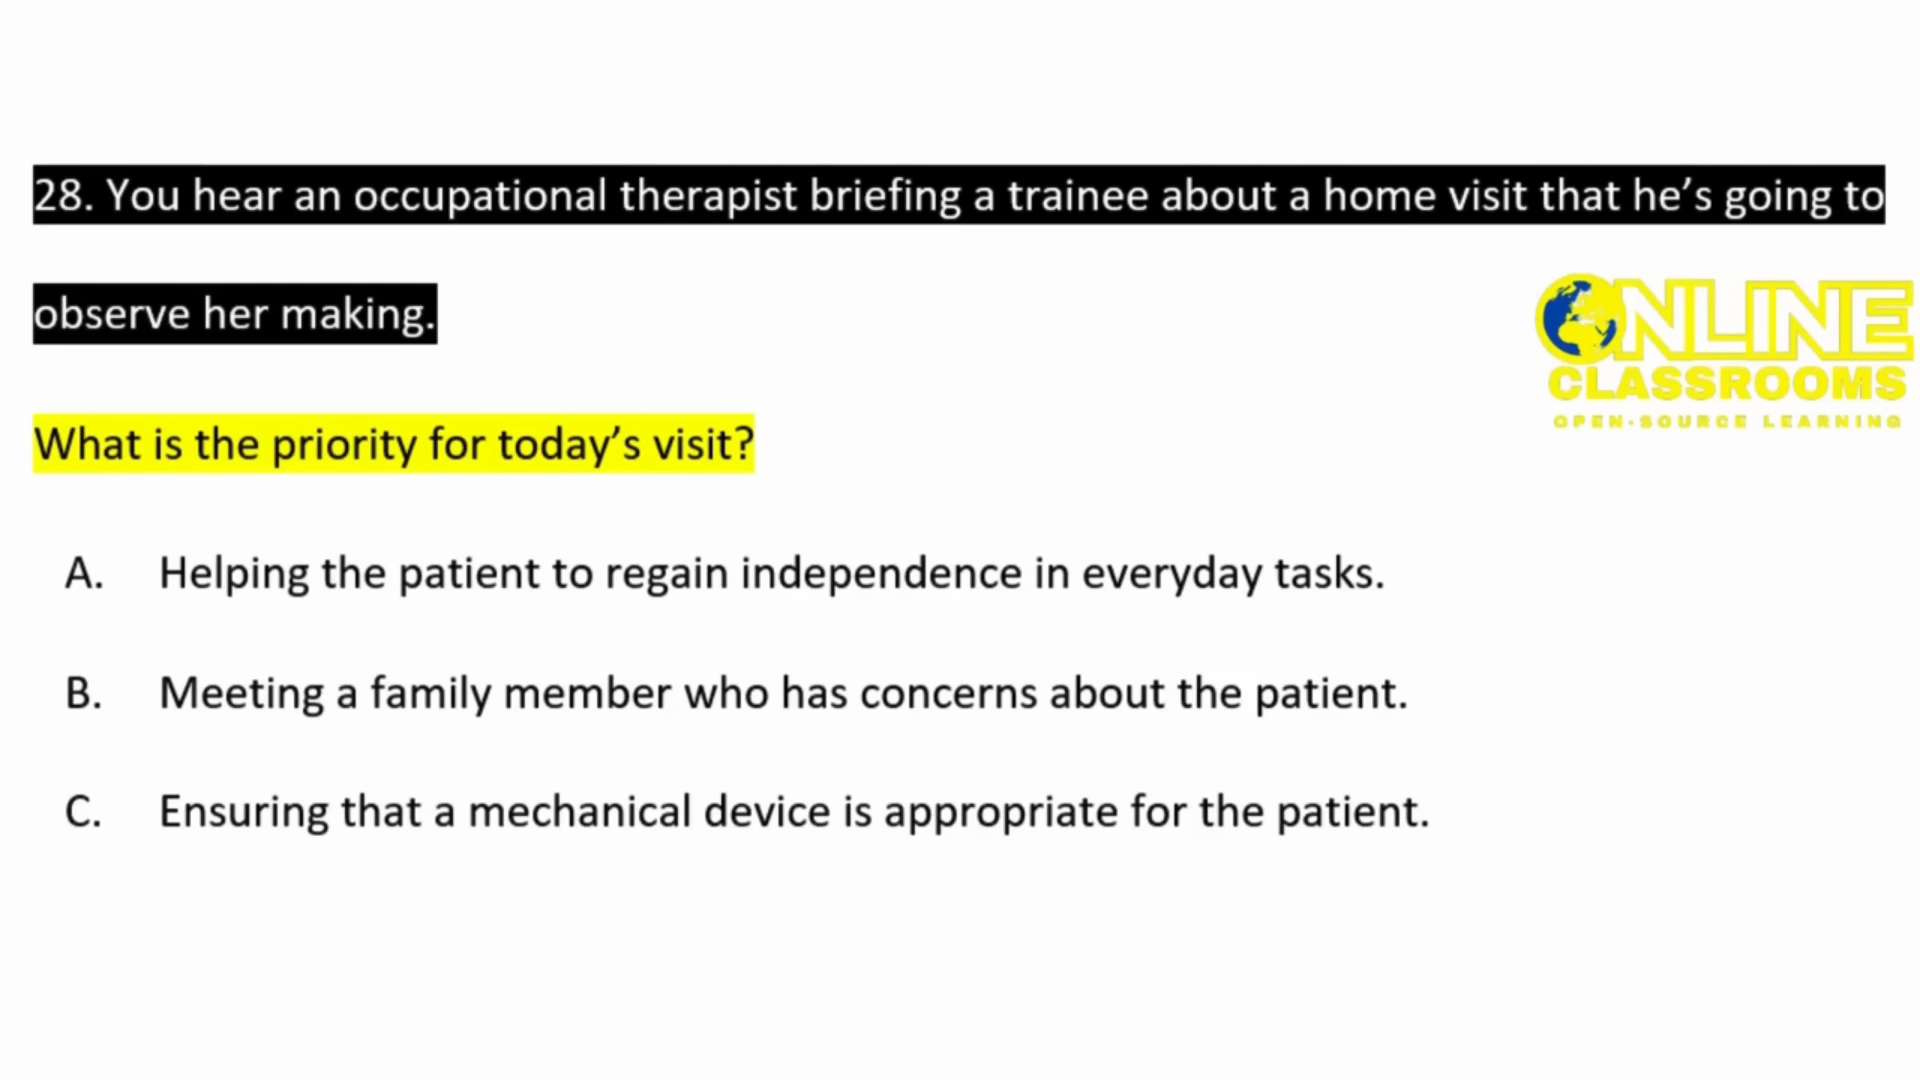 28. You hear an occupational therapist briefing a trainee about a home visit that he’s going to
observe her making.
ONLINE
CLASSROOMS
OPEN-SOURCE LEARNING
What is the priority for today’s visit?
A. Helping the patient to regain independence in everyday tasks.
B. Meeting a family member who has concerns about the patient.
C. Ensuring that a mechanical device is appropriate for the patient.